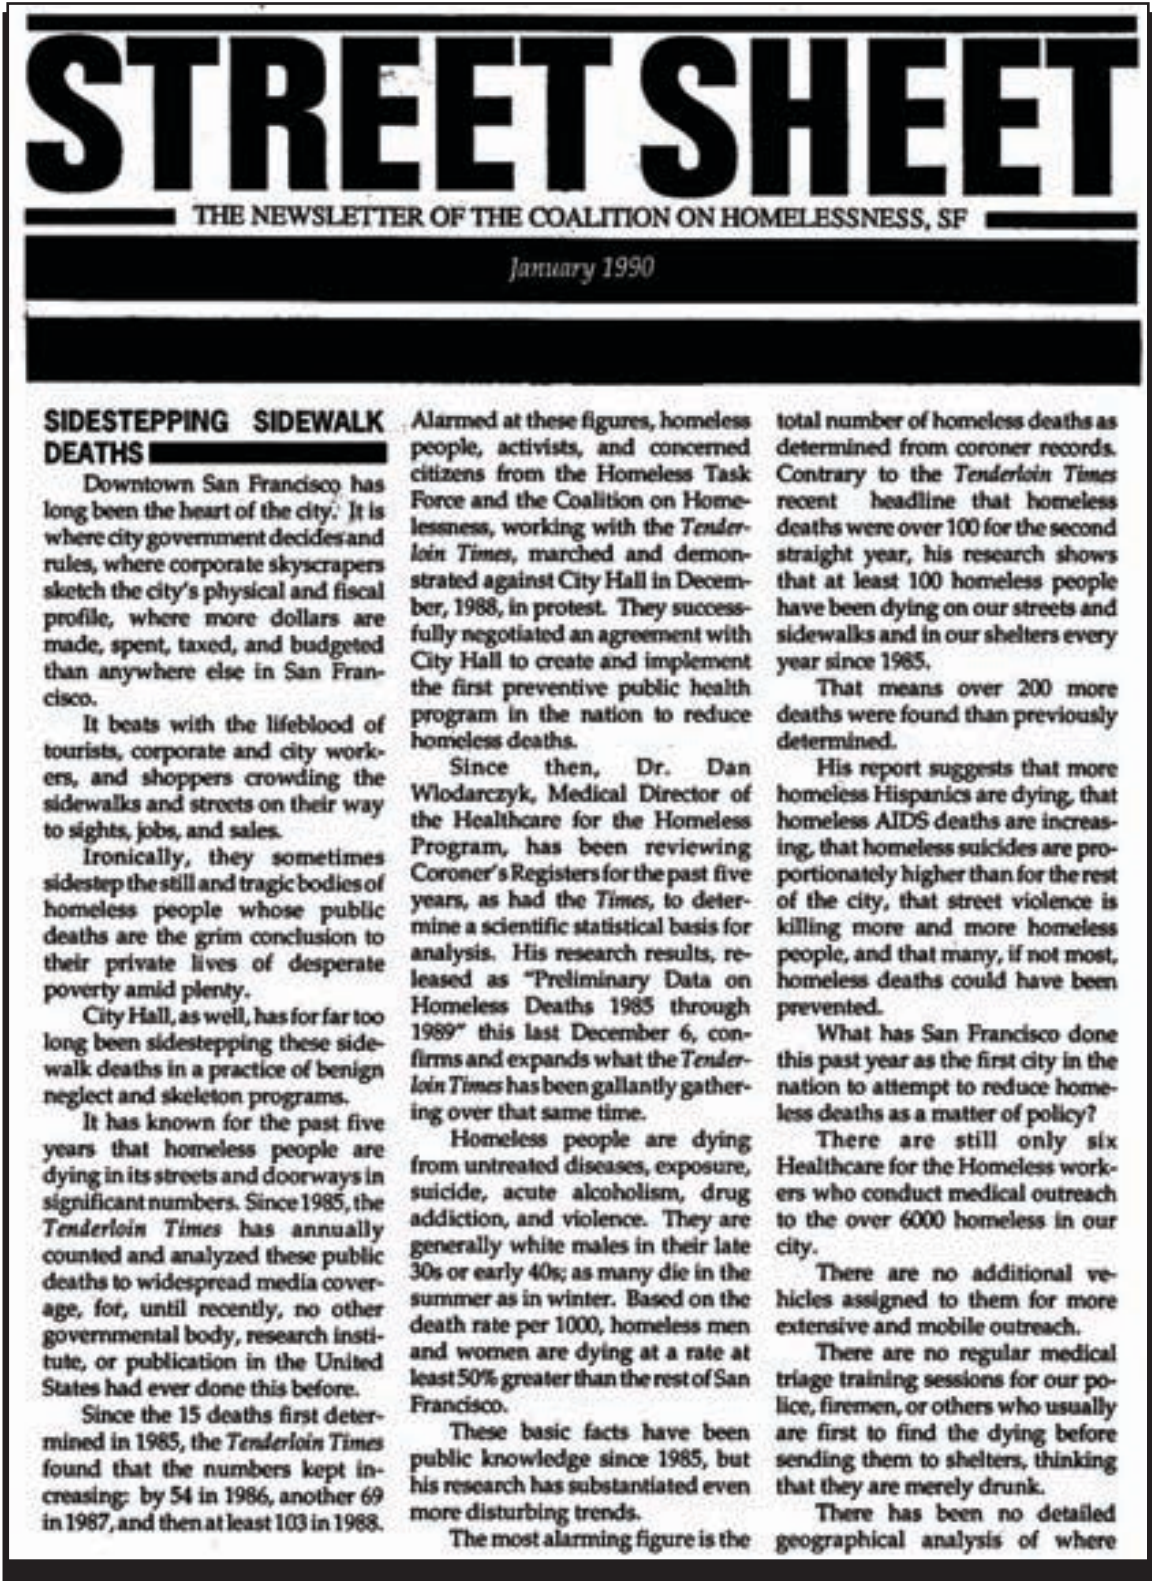 STREET SHEET
THE NEWSLETTER OF THE COALITION ON HOMELESSNESS, SF
January 1990
SIDESTEPPING SIDEWALK
DEATHS
Downtown San Francisco has
long been the heart of the city. It is
where city government decides and
rules, where corporate skyscrapers
sketch the city's physical and fiscal
profile, where more dollars are
made, spent, taxed, and budgeted
than anywhere else in San Fran-
cisco.
It beats with the lifeblood of
tourists, corporate and city work-
ers, and shoppers crowding the
sidewalks and streets on their way
to sights, jobs, and sales.
Ironically, they sometimes
sidestep the still and tragic bodies of
homeless people whose public
deaths are the grim conclusion to
their private lives of desperate
poverty amid plenty.
City Hall, as well, has for far too
long been sidestepping these side-
walk deaths in a practice of benign
neglect and skeleton programs.
It has known for the past five
years that homeless people are
dying in its streets and doorways in
significant numbers. Since 1985, the
Tenderloin Times has annually
counted and analyzed these public
deaths to widespread media cover-
age, for, until recently, no other
governmental body, research insti-
tute, or publication in the United
States had ever done this before.
Since the 15 deaths first deter-
mined in 1985, the Tenderloin Times
found that the numbers kept in-
creasing: by 54 in 1986, another 69
in 1987, and then at least 103 in 1988.
Alarmed at these figures, homeless
people, activists, and concerned
citizens from the Homeless Task
Force and the Coalition on Home-
lessness, working with the Tender-
loin Times, marched and demon-
strated against City Hall in Decem-
ber, 1988, in protest. They success-
fully negotiated an agreement with
City Hall to create and implement
the first preventive public health
program in the nation to reduce
homeless deaths.
Since then, Dr. Dan
Wlodarczyk, Medical Director of
the Healthcare for the Homeless
Program, has been reviewing
Coroner's Registers for the past five
years, as had the Times, to deter-
mine a scientific statistical basis for
analysis. His research results, re-
leased as "Preliminary Data on
Homeless Deaths 1985 through
1989" this last December 6, con-
firms and expands what the Tender-
loin Times has been gallantly gather-
ing over that same time.
Homeless people are dying
from untreated diseases, exposure,
suicide, acute alcoholism, drug
addiction, and violence. They are
generally white males in their late
30s or early 40s; as many die in the
summer as in winter. Based on the
death rate per 1000, homeless men
and women are dying at a rate at
least 50% greater than the rest of San
Francisco.
These basic facts have been
public knowledge since 1985, but
his research has substantiated even
more disturbing trends.
The most alarming figure is the
total number of homeless deaths as
determined from coroner records.
Contrary to the Tenderloin Times
recent headline that homeless
deaths were over 100 for the second
straight year, his research shows
that at least 100 homeless people
have been dying on our streets and
sidewalks and in our shelters every
year since 1985.
That means over 200 more
deaths were found than previously
determined.
His report suggests that more
homeless Hispanics are dying, that
homeless AIDS deaths are increas-
ing, that homeless suicides are pro-
portionately higher than for the rest
of the city, that street violence is
killing more and more homeless
people, and that many, if not most,
homeless deaths could have been
prevented.
What has San Francisco done
this past year as the first city in the
nation to attempt to reduce home-
less deaths as a matter of policy?
There are still only six
Healthcare for the Homeless work-
ers who conduct medical outreach
to the over 6000 homeless in our
city.
There are no additional ve-
hicles assigned to them for more
extensive and mobile outreach.
There are no regular medical
triage training sessions for our po-
lice, firemen, or others who usually
are first to find the dying before
sending them to shelters, thinking
that they are merely drunk.
There has been no detailed
geographical analysis of where